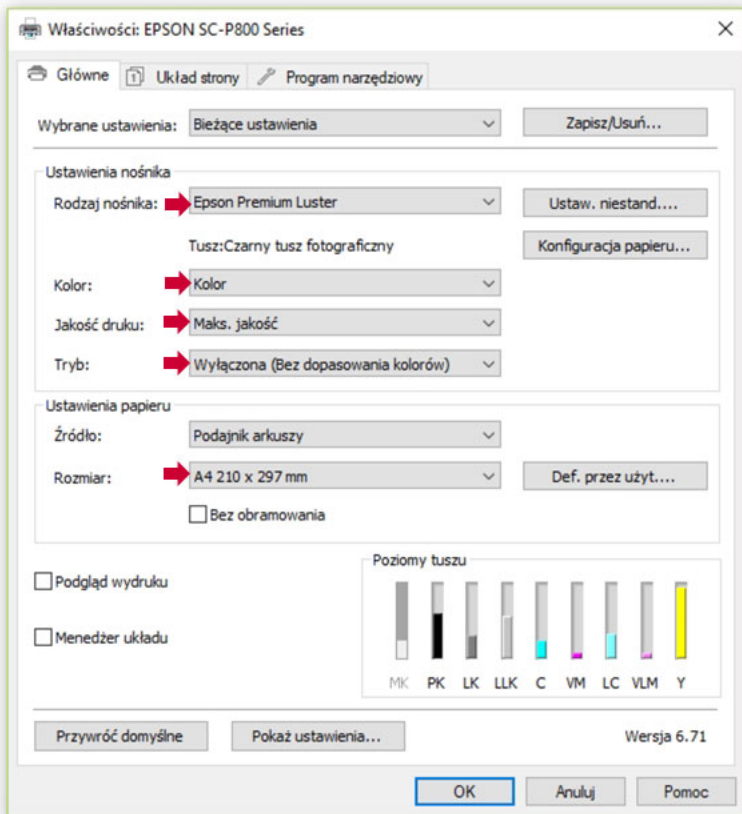 Właściwości: EPSON SC-P800 Series
Główne 1 Układ strony Program narzędziowy
Wybrane ustawienia: Bieżące ustawienia Zapisz/Usuń...
Ustawienia nośnika
Rodzaj nośnika: Epson Premium Luster Ustaw. niestand....
Tusz:Czarny tusz fotograficzny Konfiguracja papieru...
Kolor: Kolor
Jakość druku: Maks. jakość
Tryb: Wyłączona (Bez dopasowania kolorów)
Ustawienia papieru
Źródło: Podajnik arkuszy
Rozmiar: A4 210 x 297 mm Def. przez użyt....
Bez obramowania
Podgląd wydruku
Menedżer układu
Poziomy tuszu
MK PK LK LLK C VM LC VLM Y
Przywróć domyślne Pokaż ustawienia... Wersja 6.71
OK Anuluj Pomoc